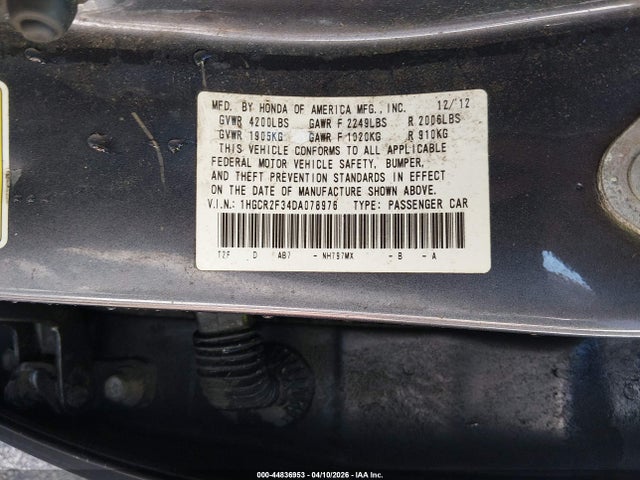 MFD. BY HONDA OF AMERICA MFG., INC. 12/12
GVWR 4200LBS GAWR F 2249LBS R 2006LBS
GVWR 1905KG GAWR F 1020KG R 910KG
THIS VEHICLE CONFORMS TO ALL APPLICABLE
FEDERAL MOTOR VEHICLE SAFETY, BUMPER,
AND THEFT PREVENTION STANDARDS IN EFFECT
ON THE DATE OF MANUFACTURE SHOWN ABOVE.
V.I.N.: 1HGCR2F34DA078976 TYPE: PASSENGER CAR
T2F D AB7 - NH797MX - B - A
000-44836953 - 04/10/2026 - IAA Inc.